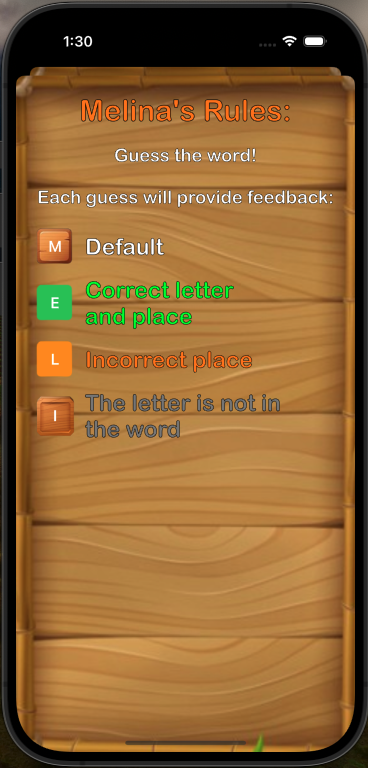 1:30
Melina's Rules:
Guess the word!
Each guess will provide feedback:
M Default
E Correct letter
and place
L Incorrect place
I The letter is not in
the word